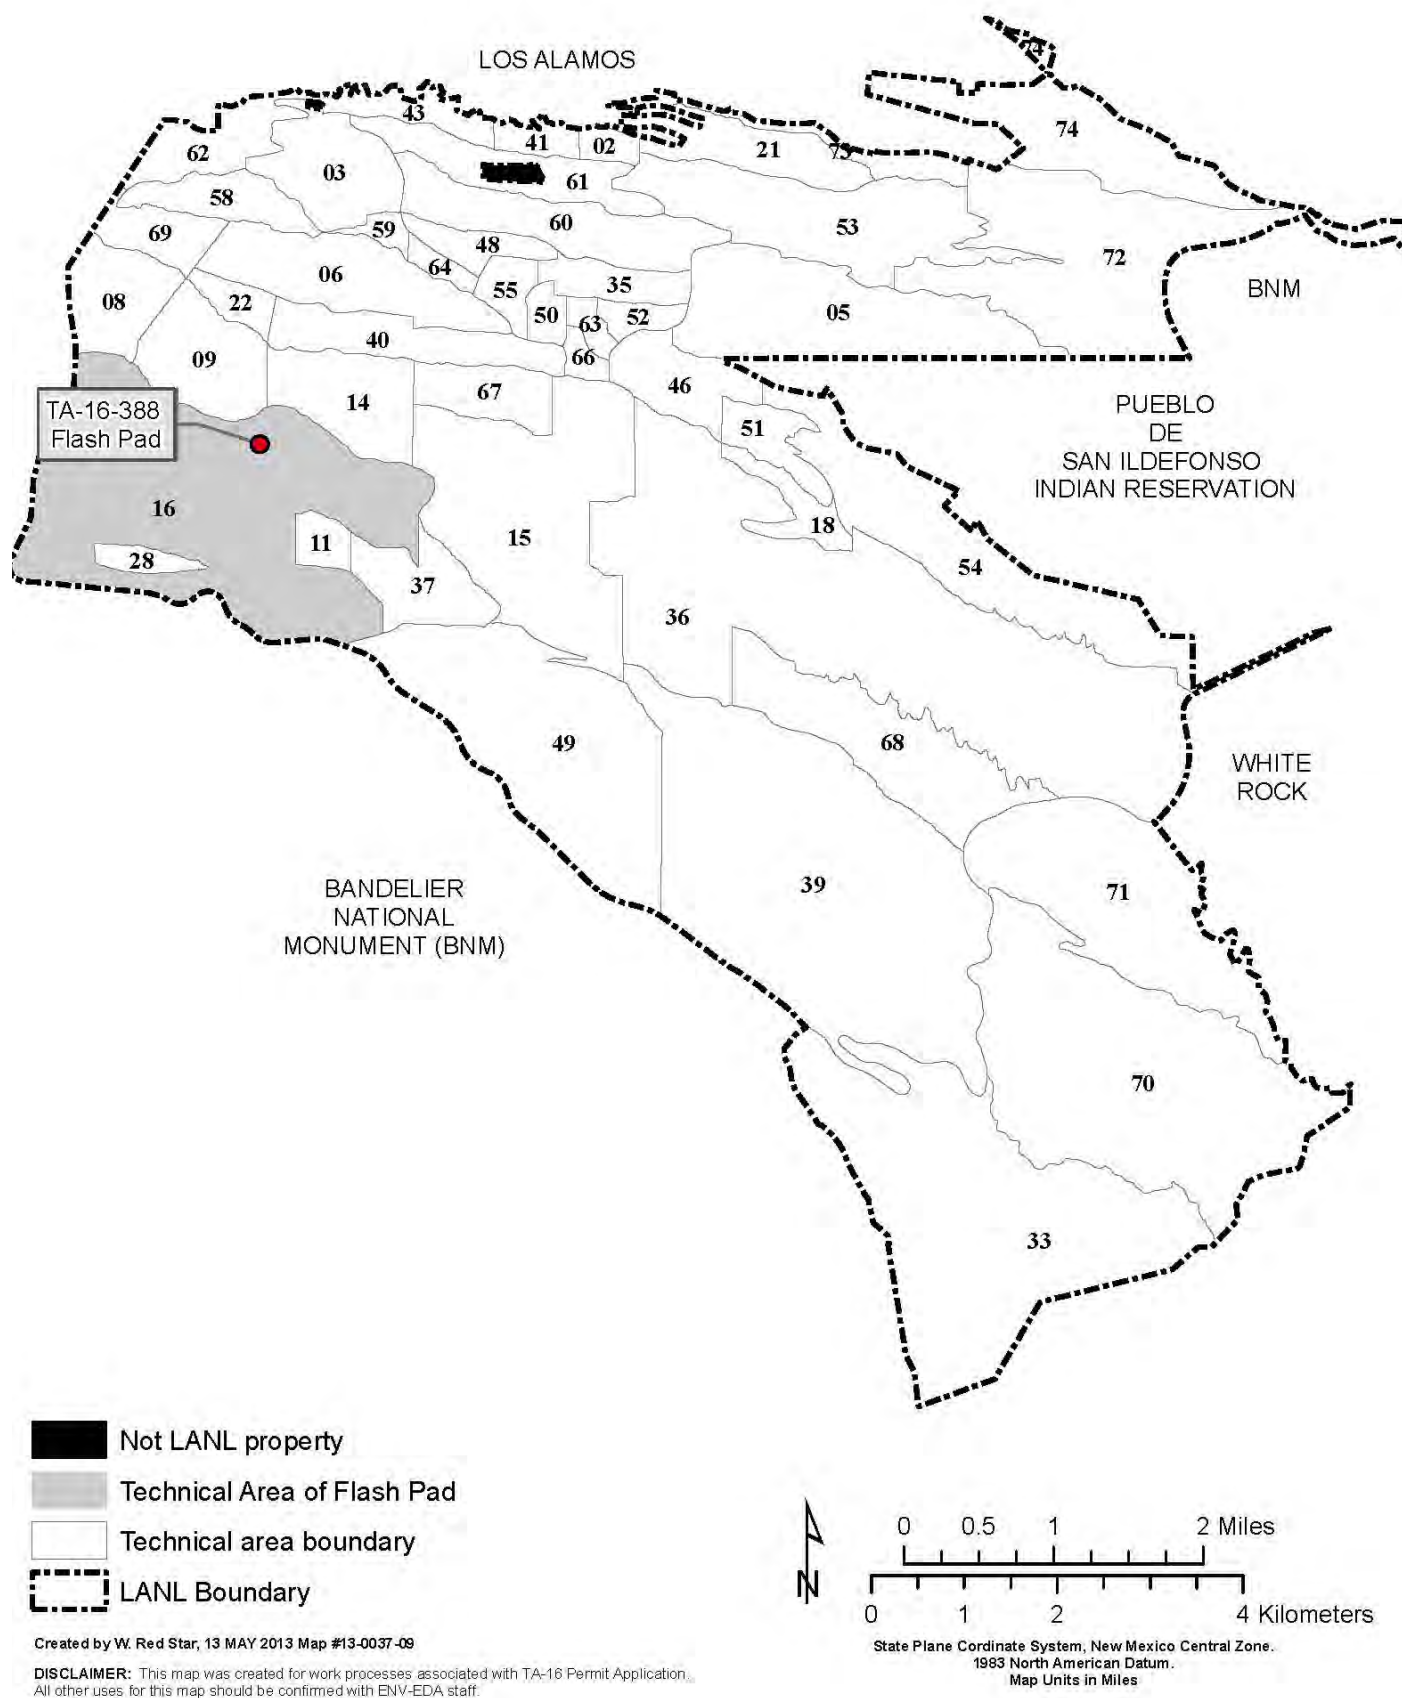 LOS ALAMOS
74
74
43
41
02
21
73
62
03
61
58
60
53
59
69
48
72
64
06
35
BNM
55
08
22
50
63
52
05
40
66
09
46
67
14
TA-16-388
Flash Pad
51
PUEBLO
DE
SAN ILDEFONSO
INDIAN RESERVATION
16
18
15
11
28
54
37
36
49
68
WHITE
ROCK
39
71
BANDELIER
NATIONAL
MONUMENT (BNM)
70
33
Not LANL property
Technical Area of Flash Pad
Technical area boundary
LANL Boundary
N
0 0.5 1 2 Miles
0 1 2 4 Kilometers
Created by W. Red Star, 13 MAY 2013 Map #13-0037-09
DISCLAIMER: This map was created for work processes associated with TA-16 Permit Application.
All other uses for this map should be confirmed with ENV-EDA staff.
State Plane Cordinate System, New Mexico Central Zone.
1983 North American Datum.
Map Units in Miles